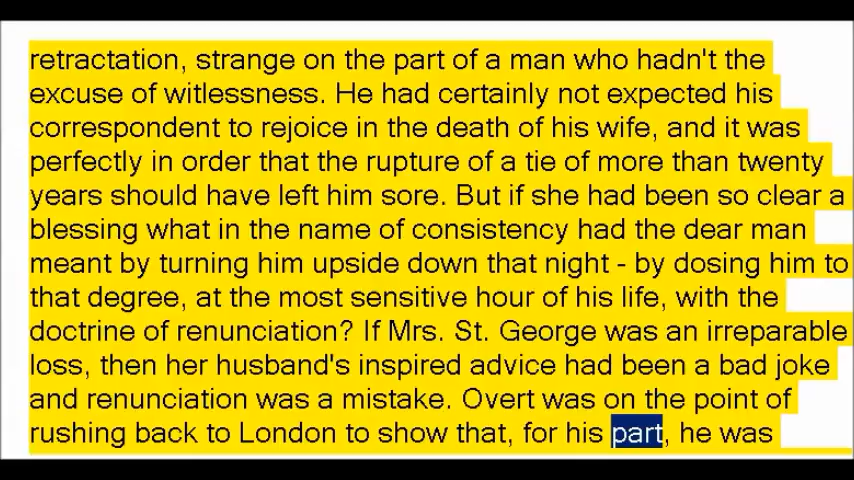 retractation, strange on the part of a man who hadn't the
excuse of witlessness. He had certainly not expected his
correspondent to rejoice in the death of his wife, and it was
perfectly in order that the rupture of a tie of more than twenty
years should have left him sore. But if she had been so clear a
blessing what in the name of consistency had the dear man
meant by turning him upside down that night - by dosing him to
that degree, at the most sensitive hour of his life, with the
doctrine of renunciation? If Mrs. St. George was an irreparable
loss, then her husband's inspired advice had been a bad joke
and renunciation was a mistake. Overt was on the point of
rushing back to London to show that, for his part, he was